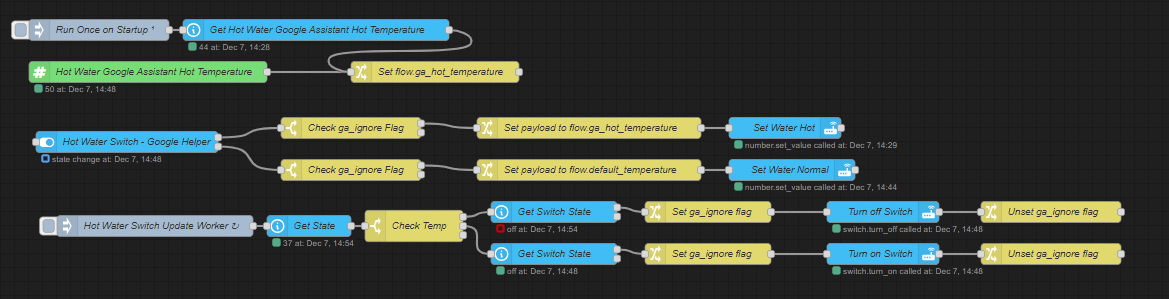 Run Once on Startup ¹
Get Hot Water Google Assistant Hot Temperature
44 at: Dec 7, 14:28
Hot Water Google Assistant Hot Temperature
Set flow.ga_hot_temperature
50 at: Dec 7, 14:48
Check ga_ignore Flag
Set payload to flow.ga_hot_temperature
Set Water Hot
Hot Water Switch - Google Helper
number.set_value called at: Dec 7, 14:29
state change at: Dec 7, 14:48
Check ga_ignore Flag
Set payload to flow.default_temperature
Set Water Normal
number.set_value called at: Dec 7, 14:44
Get Switch State
Set ga_ignore flag
Turn off Switch
Unset ga_ignore flag
Hot Water Switch Update Worker ↻
Get State
Check Temp
off at: Dec 7, 14:54
switch.turn_off called at: Dec 7, 14:48
37 at: Dec 7, 14:54
Get Switch State
Set ga_ignore flag
Turn on Switch
Unset ga_ignore flag
off at: Dec 7, 14:48
switch.turn_on called at: Dec 7, 14:48